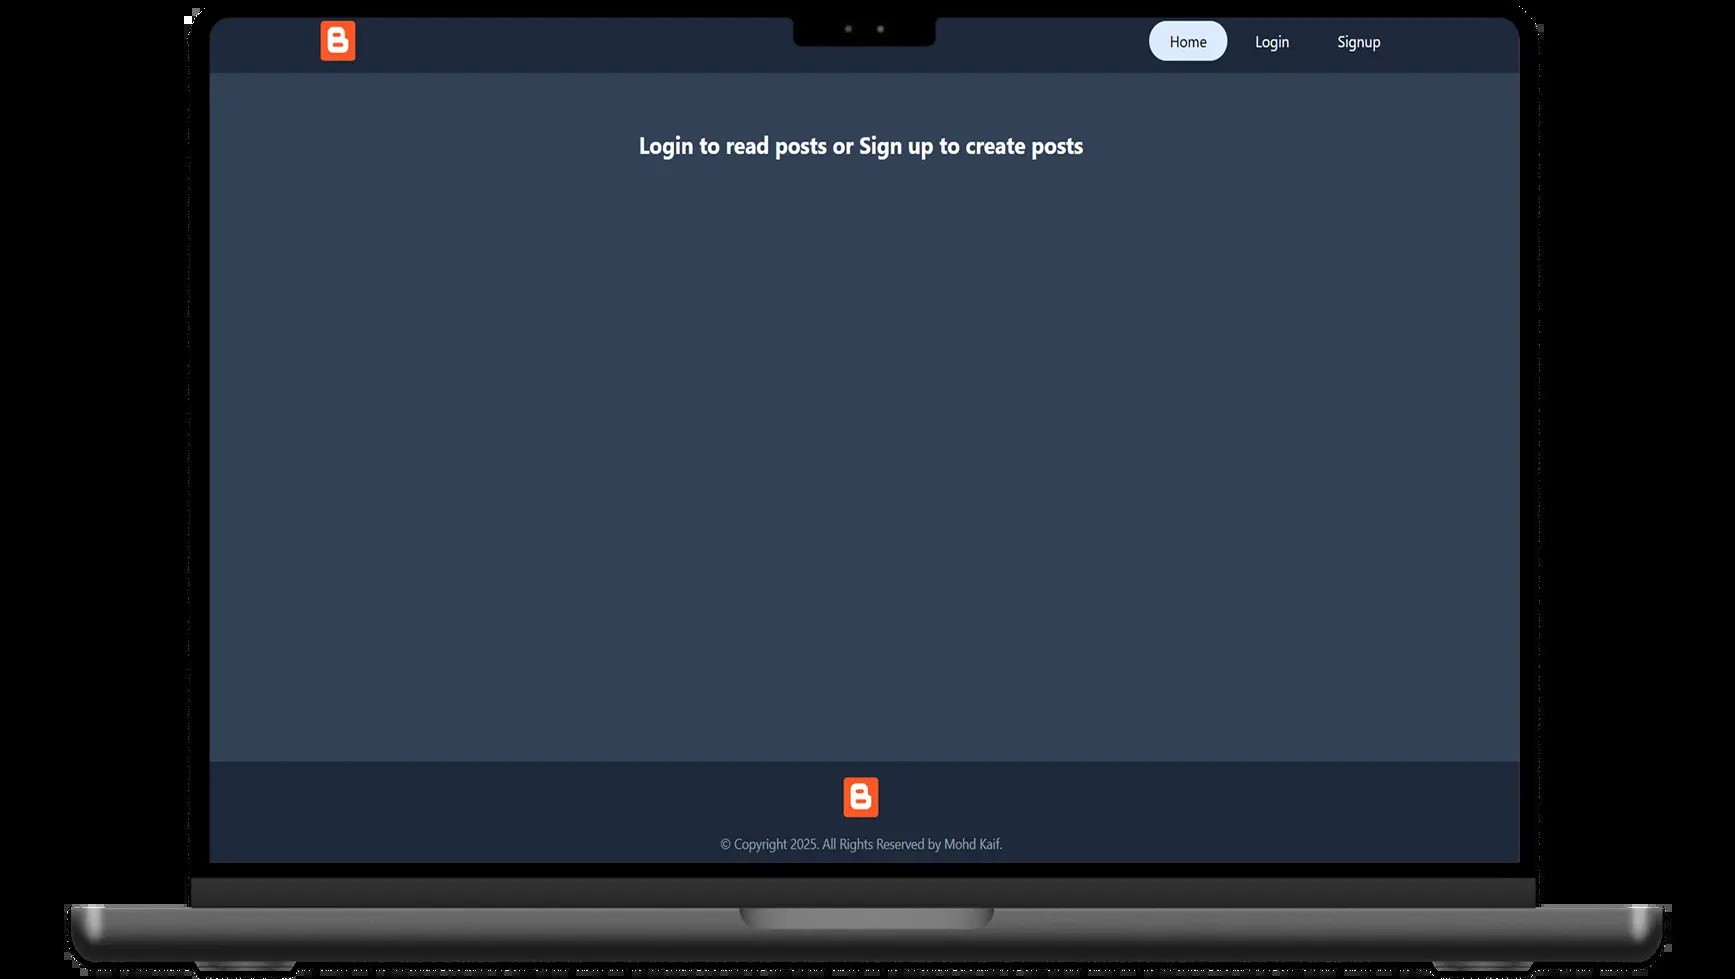 B
Home Login Signup
Login to read posts or Sign up to create posts
B
© Copyright 2025. All Rights Reserved by Mohd Kaif.